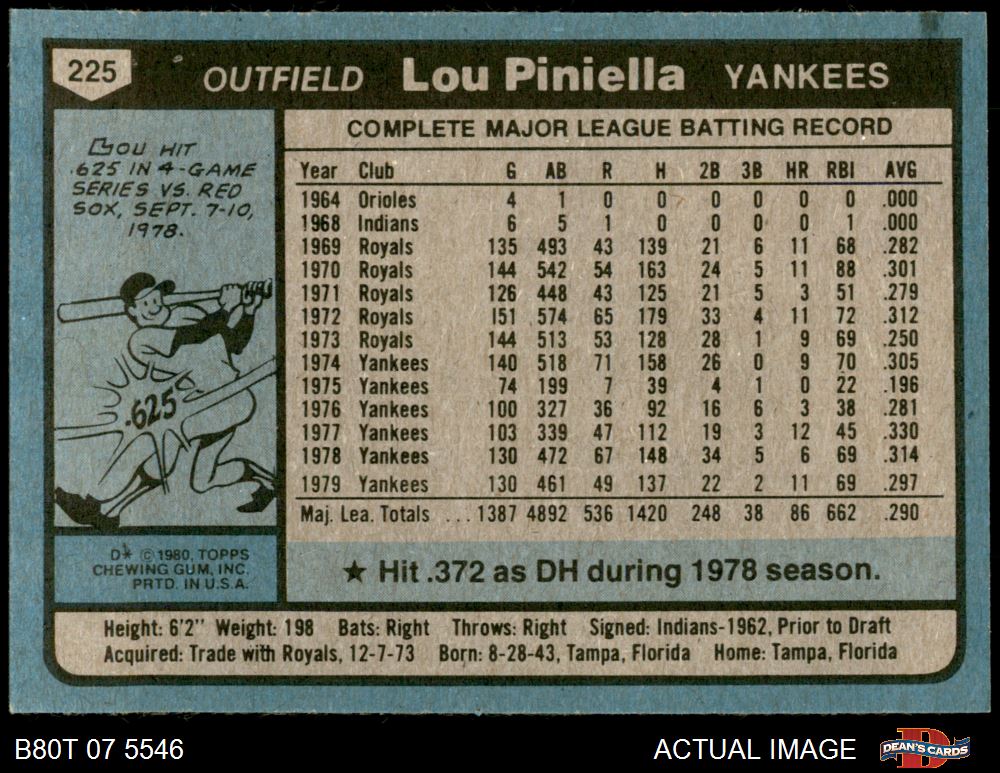 225 OUTFIELD Lou Piniella YANKEES
LOU HIT
.625 IN 4-GAME
SERIES VS. RED
SOX, SEPT. 7-10,
1978.
.625
D* © 1980, TOPPS
CHEWING GUM, INC.
PRTD. IN U.S.A.
COMPLETE MAJOR LEAGUE BATTING RECORD
Year Club G AB R H 2B 3B HR RBI AVG
1964 Orioles 4 1 0 0 0 0 0 0 .000
1968 Indians 6 5 1 0 0 0 0 1 .000
1969 Royals 135 493 43 139 21 6 11 68 .282
1970 Royals 144 542 54 163 24 5 11 88 .301
1971 Royals 126 448 43 125 21 5 3 51 .279
1972 Royals 151 574 65 179 33 4 11 72 .312
1973 Royals 144 513 53 128 28 1 9 69 .250
1974 Yankees 140 518 71 158 26 0 9 70 .305
1975 Yankees 74 199 7 39 4 1 0 22 .196
1976 Yankees 100 327 36 92 16 6 3 38 .281
1977 Yankees 103 339 47 112 19 3 12 45 .330
1978 Yankees 130 472 67 148 34 5 6 69 .314
1979 Yankees 130 461 49 137 22 2 11 69 .297
Maj. Lea. Totals ...1387 4892 536 1420 248 38 86 662 .290
★ Hit .372 as DH during 1978 season.
Height: 6'2" Weight: 198 Bats: Right Throws: Right Signed: Indians-1962, Prior to Draft
Acquired: Trade with Royals, 12-7-73 Born: 8-28-43, Tampa, Florida Home: Tampa, Florida
B80T 07 5546 ACTUAL IMAGE DEAN'S CARDS